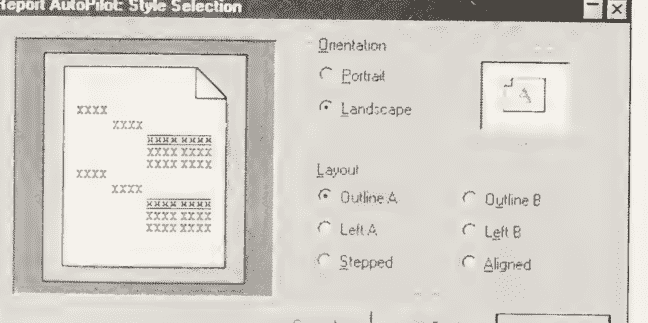 Report AutoPilot: Style Selection
Orientation
Portrait
Landscape
A
Layout
Outline A
Outline B
Left A
Left B
Stepped
Aligned
XXXX
XXXX
XXXX XXXX
XXXX XXXX
XXXX XXXX
XXXX
XXXX
XXXX XXXX
XXXX XXXX
XXXX XXXX